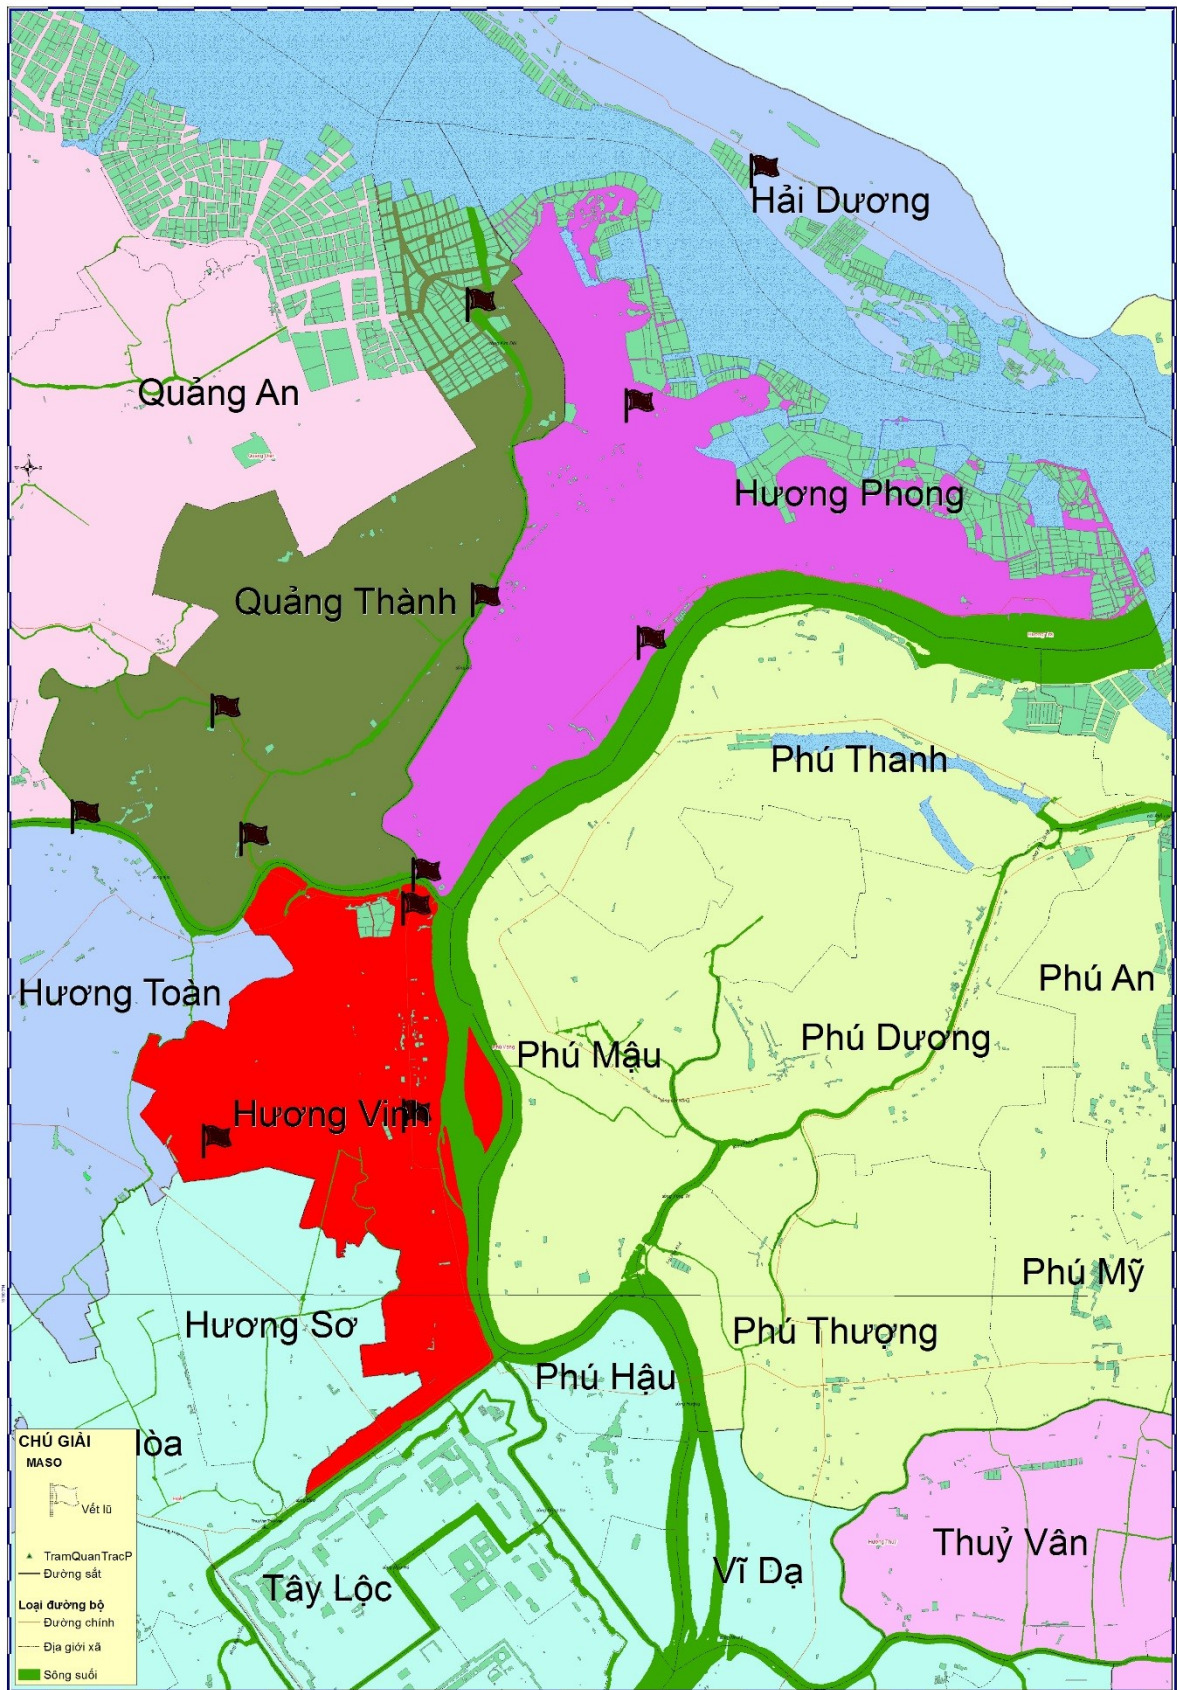 Hải Dương
Quảng An
Hương Phong
Quảng Thành
Phú Thanh
Hương Toàn
Phú An
Phú Mậu
Phú Dương
Hương Vinh
Phú Mỹ
Hương Sơ
Phú Thượng
Phú Hậu
lòa
Thuỷ Vân
Vĩ Dạ
Tây Lộc
CHÚ GIẢI
MASO
Vết lũ
TramQuanTracP
Đường sắt
Loại đường bộ
Đường chính
Địa giới xã
Sông suối